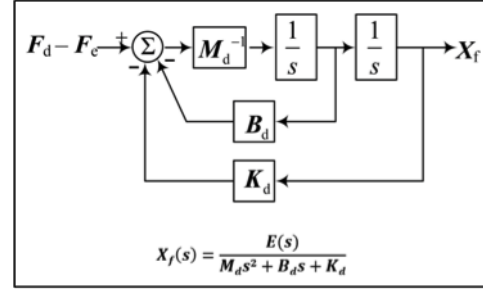 F_d – F_e + Σ - - M_d^{-1} 1/s 1/s X_f
B_d
K_d
X_f(s) = E(s) / (M_d s^2 + B_d s + K_d)